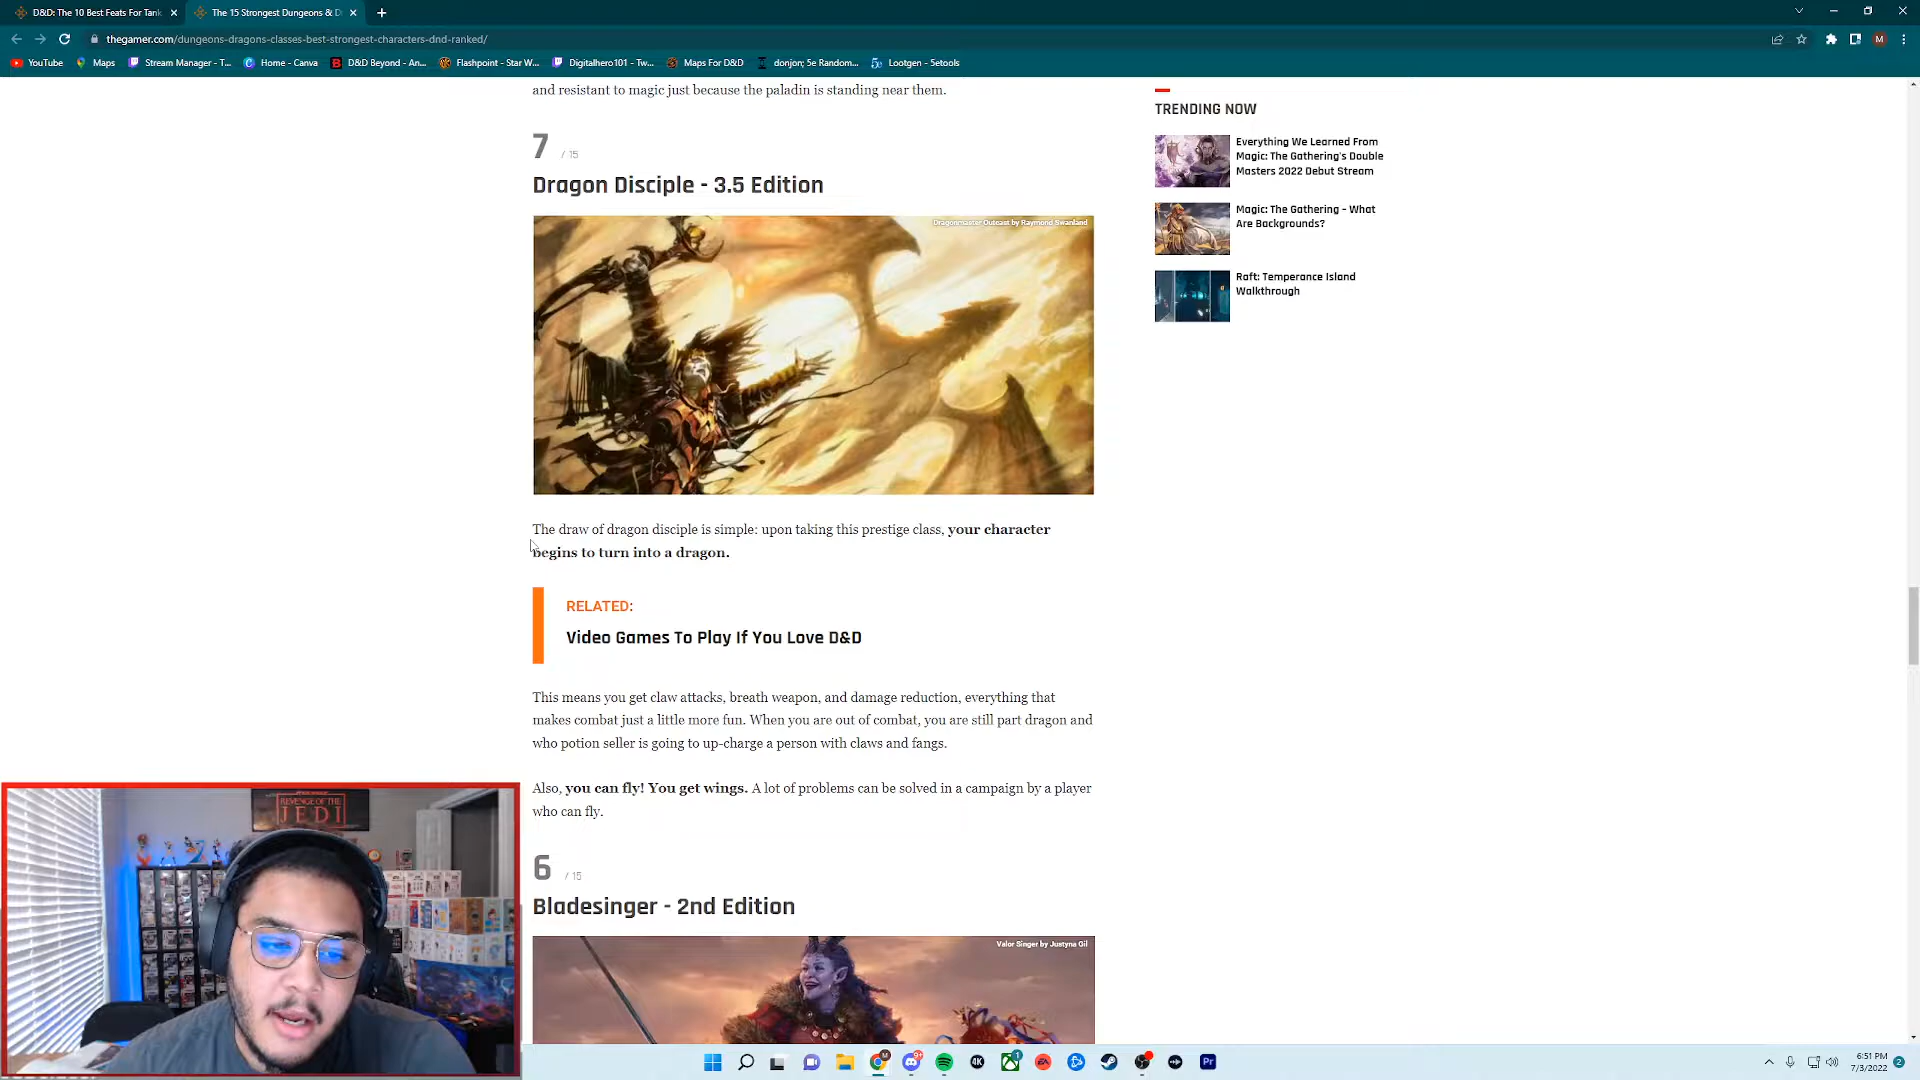 D&D: The 10 Best Feats For Tank
The 15 Strongest Dungeons & D
thegamer.com/dungeons-dragons-classes-best-strongest-characters-dnd-ranked/
M
YouTube
Maps
Stream Manager - T...
Home - Canva
D&D Beyond - An...
Flashpoint - Star W...
Digitalhero101 - Tw...
Maps For D&D
donjon; 5e Random...
Lootgen - 5etools
and resistant to magic just because the paladin is standing near them.
7 / 15
Dragon Disciple - 3.5 Edition
Dragonmaster Outcast by Raymond Swanland
The draw of dragon disciple is simple: upon taking this prestige class, your character
begins to turn into a dragon.
RELATED:
Video Games To Play If You Love D&D
This means you get claw attacks, breath weapon, and damage reduction, everything that
makes combat just a little more fun. When you are out of combat, you are still part dragon and
who potion seller is going to up-charge a person with claws and fangs.
Also, you can fly! You get wings. A lot of problems can be solved in a campaign by a player
who can fly.
6 / 15
Bladesinger - 2nd Edition
Valor Singer by Justyna Gil
TRENDING NOW
Everything We Learned From
Magic: The Gathering's Double
Masters 2022 Debut Stream
Magic: The Gathering – What
Are Backgrounds?
Raft: Temperance Island
Walkthrough
REVENGE OF THE
JEDI
9+
4K
1
EA
Pr
6:51 PM
7/3/2022
2